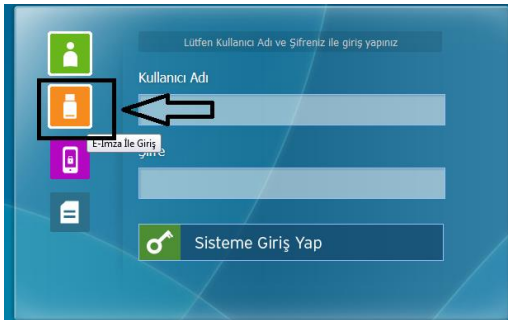 Lütfen Kullanıcı Adı ve Şifreniz ile giriş yapınız
Kullanıcı Adı
E-İmza İle Giriş
Şifre
Sisteme Giriş Yap